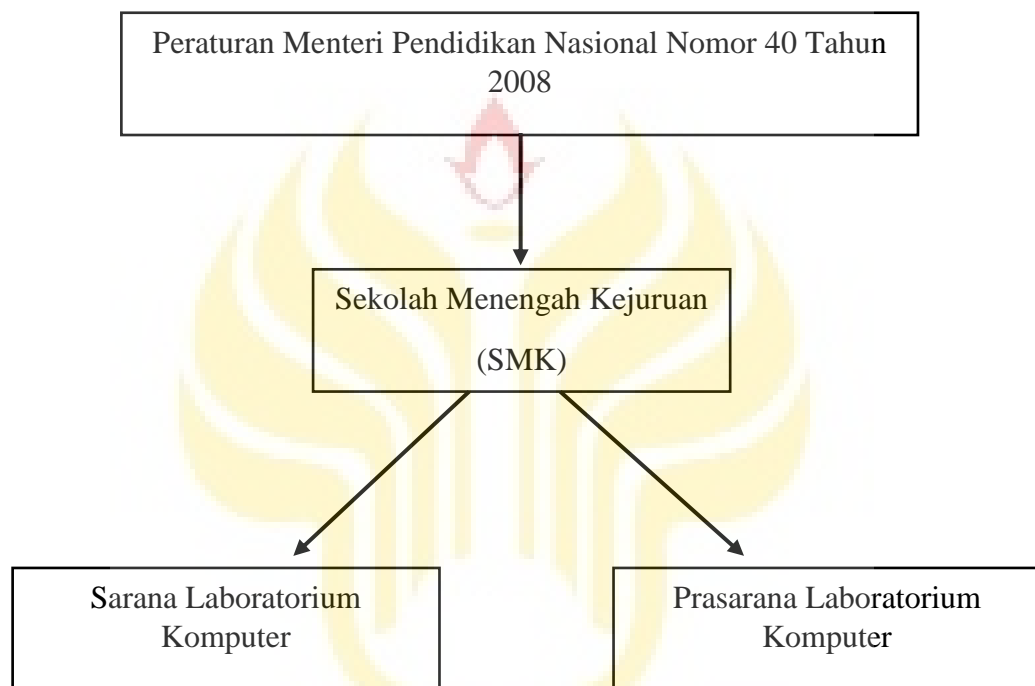 Peraturan Menteri Pendidikan Nasional Nomor 40 Tahun
2008
Sekolah Menengah Kejuruan
(SMK)
Sarana Laboratorium
Komputer
Prasarana Laboratorium
Komputer